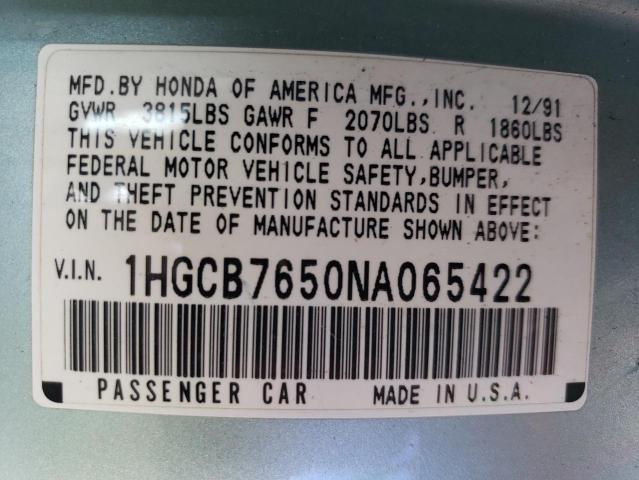 MFD.BY HONDA OF AMERICA MFG.,INC. 12/91
GVWR 3815LBS GAWR F 2070LBS R 1860LBS
THIS VEHICLE CONFORMS TO ALL APPLICABLE
FEDERAL MOTOR VEHICLE SAFETY,BUMPER,
AND THEFT PREVENTION STANDARDS IN EFFECT
ON THE DATE OF MANUFACTURE SHOWN ABOVE:
V.I.N. 1HGCB7650NA065422
PASSENGER CAR MADE IN U.S.A.